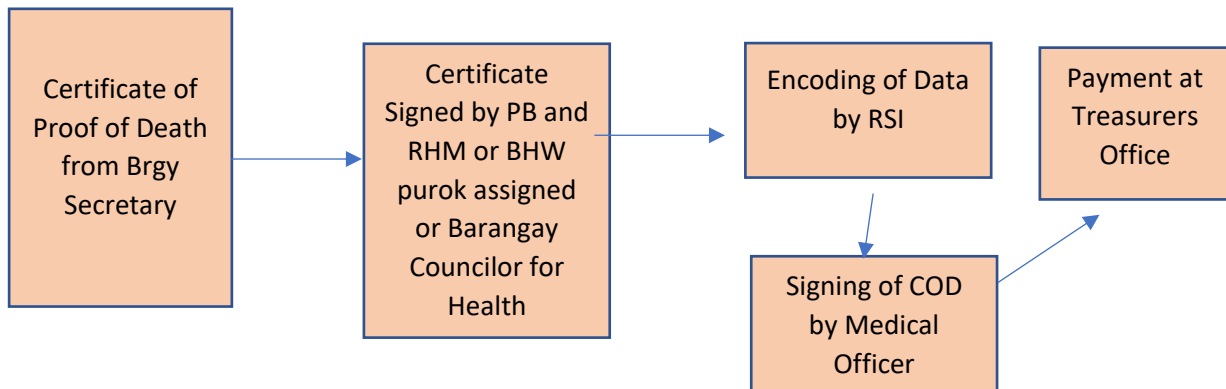 Certificate of
Proof of Death
from Brgy
Secretary
Certificate
Signed by PB and
RHM or BHW
purok assigned
or Barangay
Councilor for
Health
Encoding of Data
by RSI
Signing of COD
by Medical
Officer
Payment at
Treasurers
Office